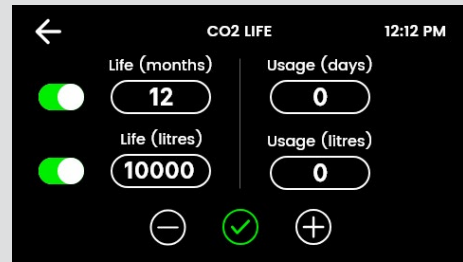 CO2 LIFE 12:12 PM
Life (months) Usage (days)
12 0
Life (litres) Usage (litres)
10000 0